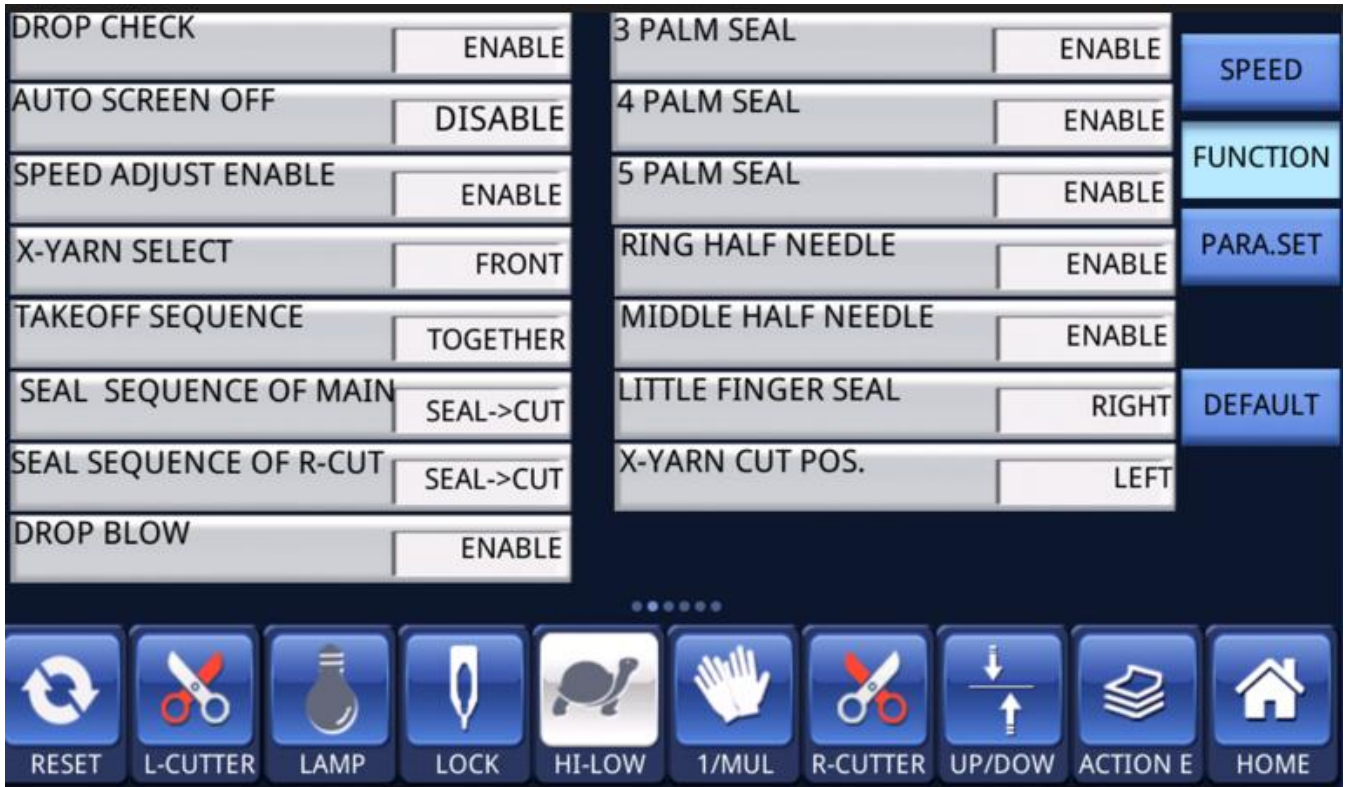 DROP CHECK
ENABLE
AUTO SCREEN OFF
DISABLE
SPEED ADJUST ENABLE
ENABLE
X-YARN SELECT
FRONT
TAKEOFF SEQUENCE
TOGETHER
SEAL SEQUENCE OF MAIN
SEAL->CUT
SEAL SEQUENCE OF R-CUT
SEAL->CUT
DROP BLOW
ENABLE
3 PALM SEAL
ENABLE
4 PALM SEAL
ENABLE
5 PALM SEAL
ENABLE
RING HALF NEEDLE
ENABLE
MIDDLE HALF NEEDLE
ENABLE
LITTLE FINGER SEAL
RIGHT
X-YARN CUT POS.
LEFT
SPEED
FUNCTION
PARA.SET
DEFAULT
RESET
L-CUTTER
LAMP
LOCK
HI-LOW
1/MUL
R-CUTTER
UP/DOW
ACTION E
HOME